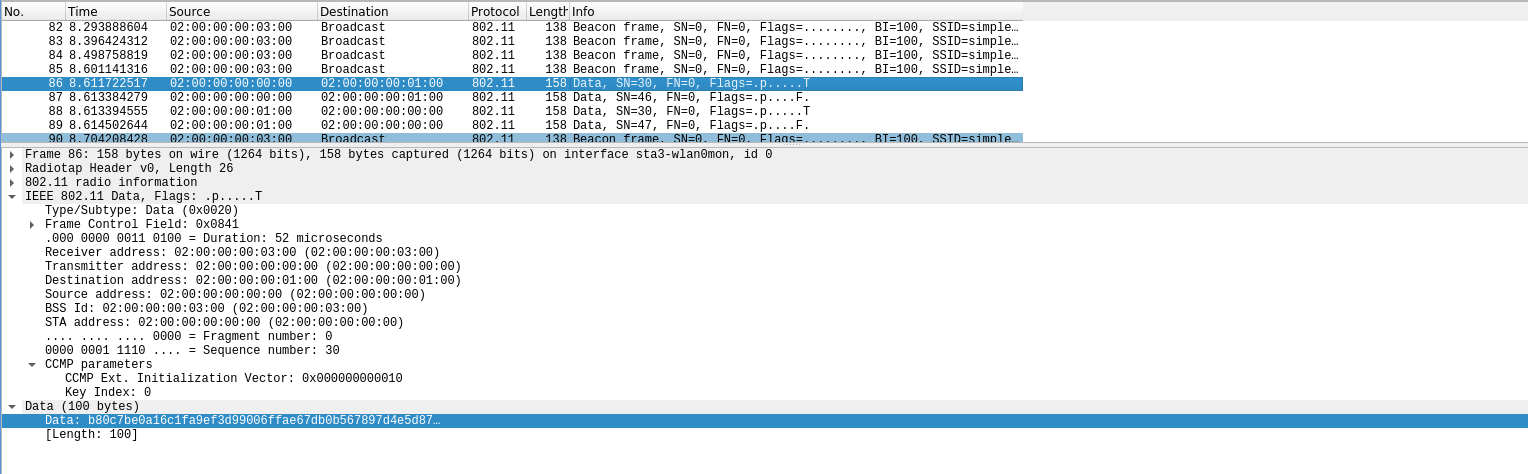 No. Time Source Destination Protocol Length Info
82 8.293888604 02:00:00:00:03:00 Broadcast 802.11 138 Beacon frame, SN=0, FN=0, Flags=........, BI=100, SSID=simple…
83 8.396424312 02:00:00:00:03:00 Broadcast 802.11 138 Beacon frame, SN=0, FN=0, Flags=........, BI=100, SSID=simple…
84 8.498758819 02:00:00:00:03:00 Broadcast 802.11 138 Beacon frame, SN=0, FN=0, Flags=........, BI=100, SSID=simple…
85 8.601141316 02:00:00:00:03:00 Broadcast 802.11 138 Beacon frame, SN=0, FN=0, Flags=........, BI=100, SSID=simple…
86 8.611722517 02:00:00:00:00:00 02:00:00:00:01:00 802.11 158 Data, SN=30, FN=0, Flags=.p.....T
87 8.613384279 02:00:00:00:00:00 02:00:00:00:01:00 802.11 158 Data, SN=46, FN=0, Flags=.p....F.
88 8.613394555 02:00:00:00:01:00 02:00:00:00:00:00 802.11 158 Data, SN=30, FN=0, Flags=.p.....T
89 8.614502644 02:00:00:00:01:00 02:00:00:00:00:00 802.11 158 Data, SN=47, FN=0, Flags=.p....F.
90 8.704208428 02:00:00:00:03:00 Broadcast 802.11 138 Beacon frame, SN=0, FN=0, Flags=........, BI=100, SSID=simple…
Frame 86: 158 bytes on wire (1264 bits), 158 bytes captured (1264 bits) on interface sta3-wlan0mon, id 0
Radiotap Header v0, Length 26
802.11 radio information
IEEE 802.11 Data, Flags: .p.....T
Type/Subtype: Data (0x0020)
Frame Control Field: 0x0841
.000 0000 0011 0100 = Duration: 52 microseconds
Receiver address: 02:00:00:00:03:00 (02:00:00:00:03:00)
Transmitter address: 02:00:00:00:00:00 (02:00:00:00:00:00)
Destination address: 02:00:00:00:01:00 (02:00:00:00:01:00)
Source address: 02:00:00:00:00:00 (02:00:00:00:00:00)
BSS Id: 02:00:00:00:03:00 (02:00:00:00:03:00)
STA address: 02:00:00:00:00:00 (02:00:00:00:00:00)
.... .... .... 0000 = Fragment number: 0
0000 0001 1110 .... = Sequence number: 30
CCMP parameters
CCMP Ext. Initialization Vector: 0x000000000010
Key Index: 0
Data (100 bytes)
Data: b80c7be0a16c1fa9ef3d99006ffae67db0b567897d4e5d87…
[Length: 100]